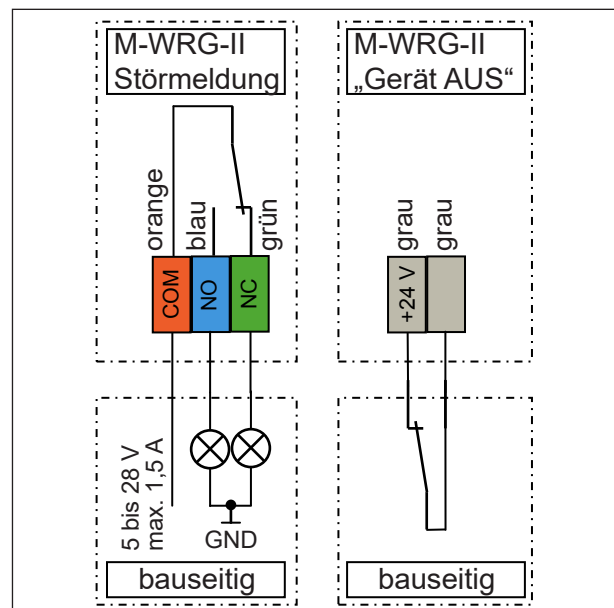 M-WRG-II
Störmeldung
orange
blau
grün
COM
NO
NC
5 bis 28 V
max. 1,5 A
GND
bauseitig
M-WRG-II
„Gerät AUS“
grau
grau
+24 V
bauseitig